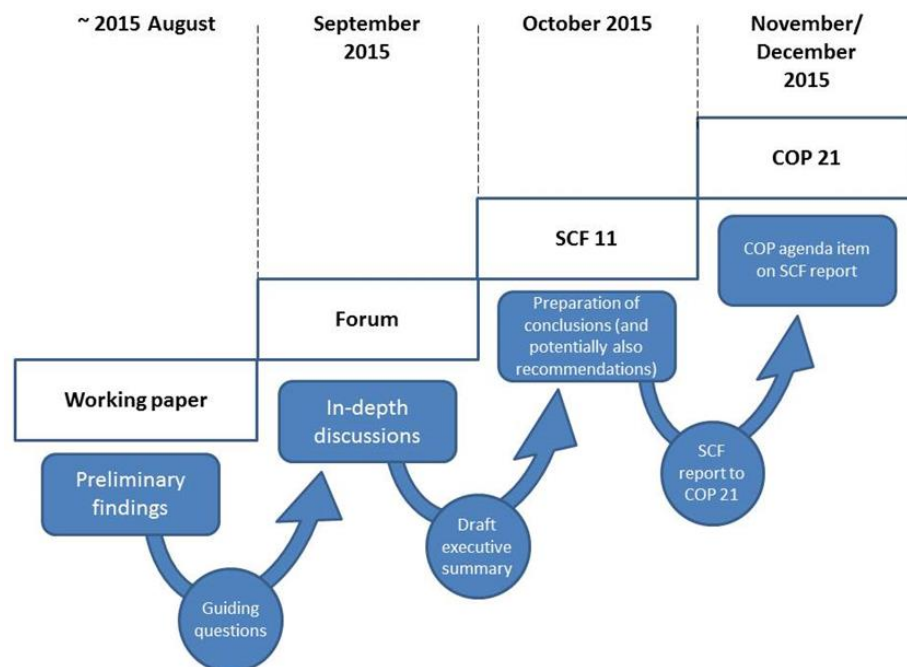 ~ 2015 August
September
2015
October 2015
November/
December
2015
COP 21
SCF 11
Forum
Working paper
COP agenda item
on SCF report
Preparation of
conclusions (and
potentially also
recommendations)
In-depth
discussions
Preliminary
findings
SCF
report to
COP 21
Draft
executive
summary
Guiding
questions